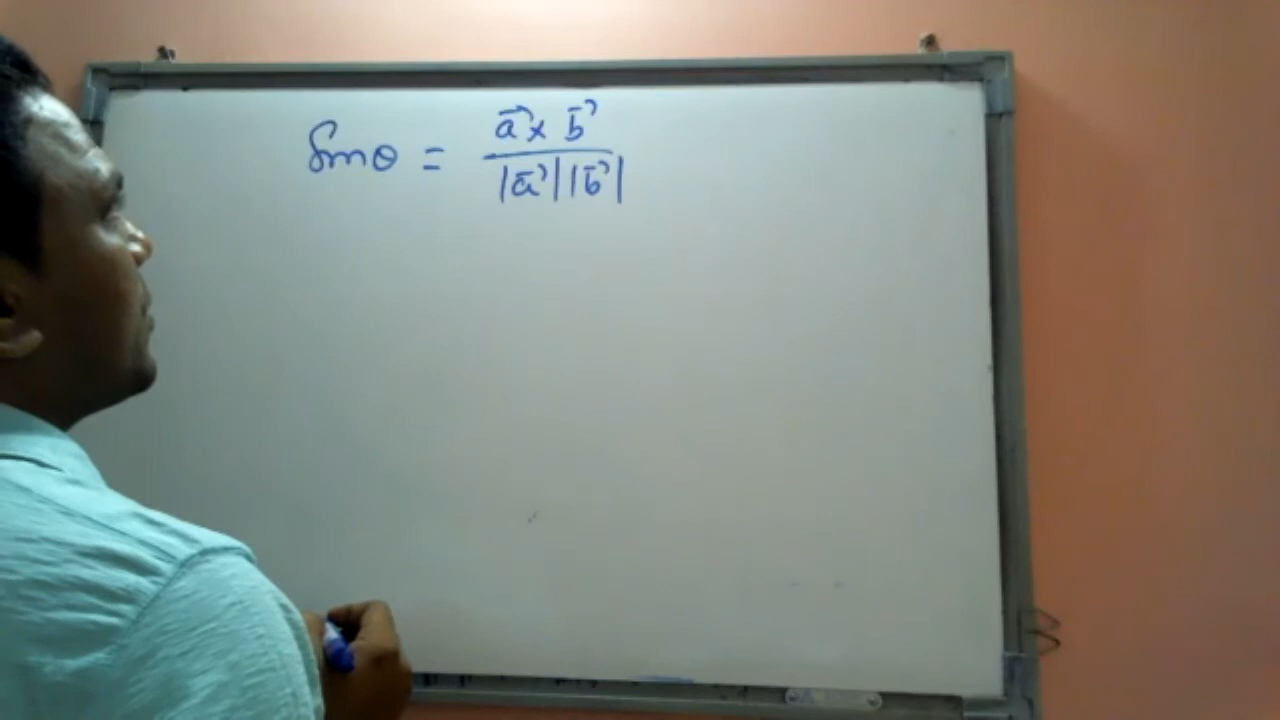 Sinθ = a⃗ × b⃗ / |a⃗| |b⃗|